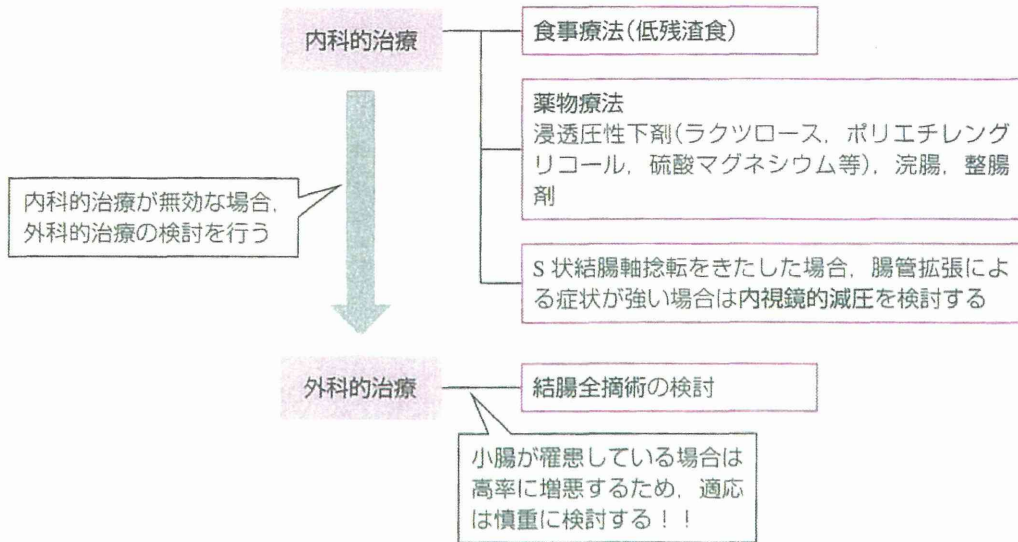 内科的治療
食事療法(低残渣食)
薬物療法
浸透圧性下剤(ラクツロース，ポリエチレング
リコール，硫酸マグネシウム等)，浣腸，整腸
剤
内科的治療が無効な場合，
外科的治療の検討を行う
S 状結腸軸捻転をきたした場合，腸管拡張によ
る症状が強い場合は内視鏡的減圧を検討する
外科的治療
結腸全摘術の検討
小腸が罹患している場合は
高率に増悪するため，適応
は慎重に検討する！！